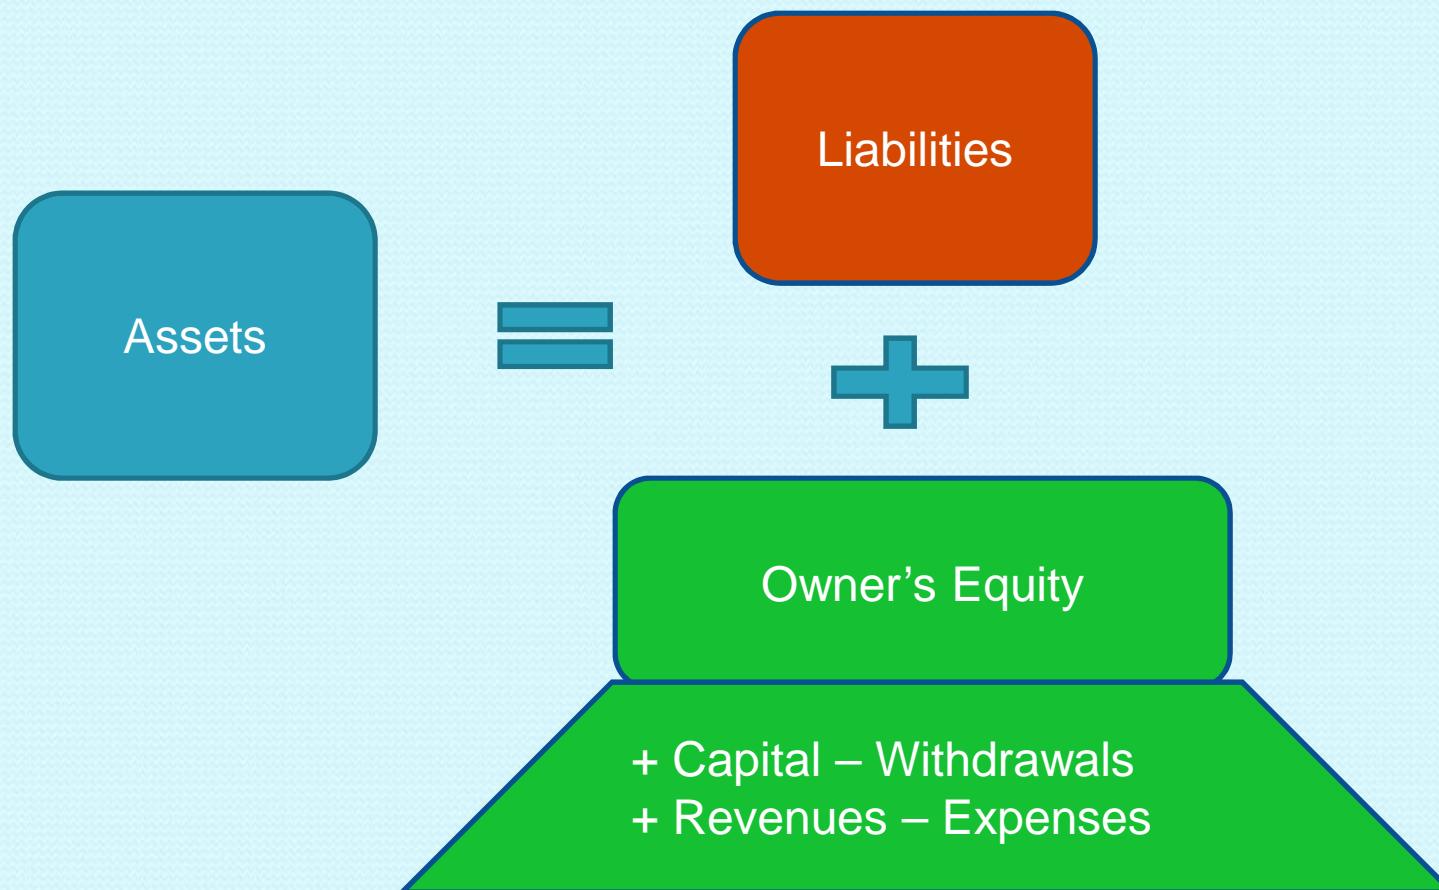 Liabilities
Assets
Owner’s Equity
+ Capital – Withdrawals
+ Revenues – Expenses